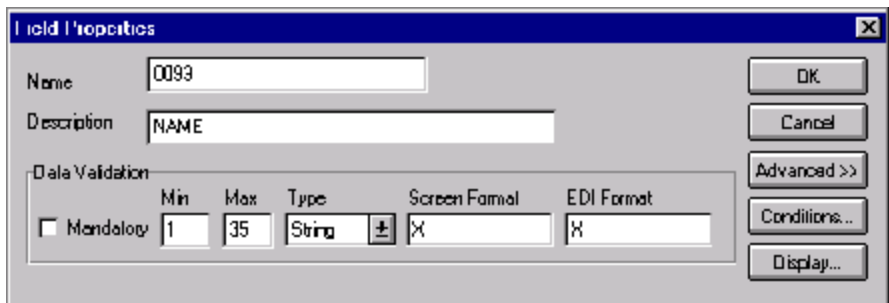 Field Properties
Name 0093 OK
Description NAME Cancel
Data Validation Advanced >>
Min Max Type Screen Format EDI Format
Mandatory 1 35 String X X Conditions...
Display...